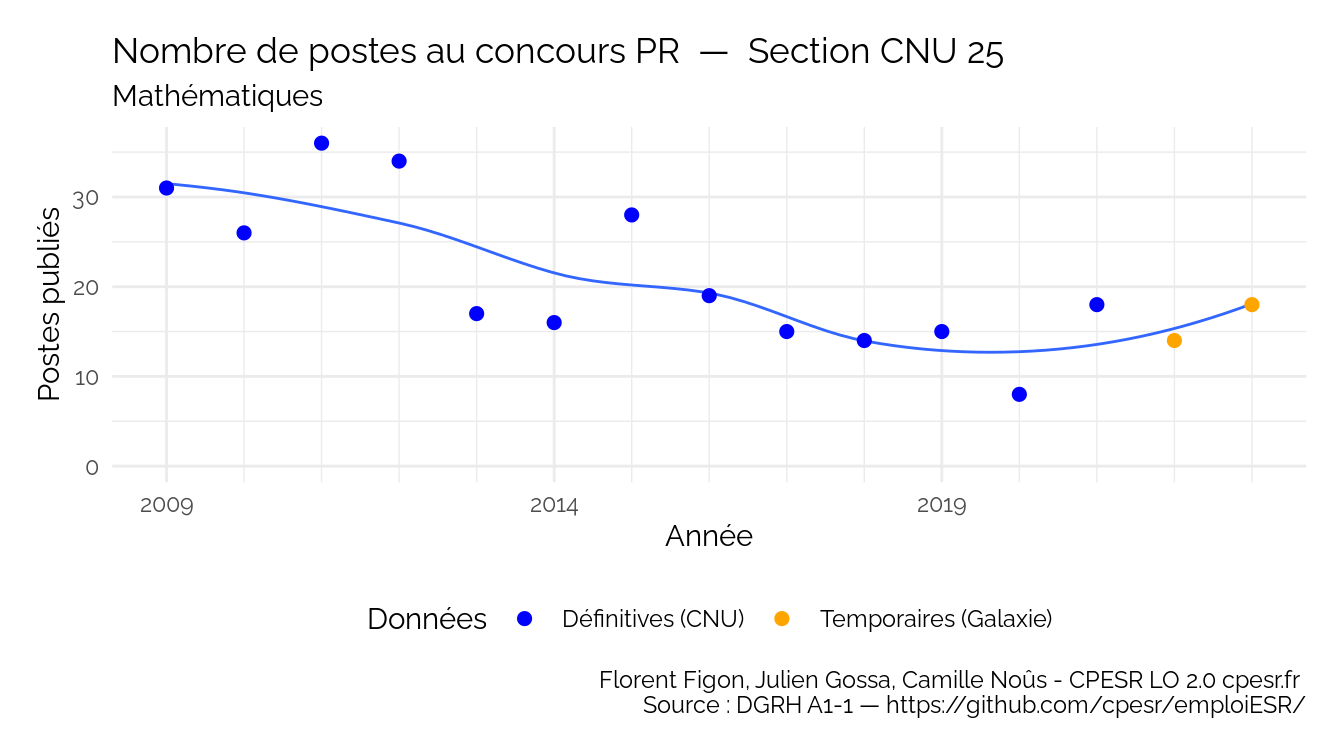 Nombre de postes au concours PR — Section CNU 25
Mathématiques
Postes publiés
30
20
10
0
2009
2014
2019
Année
Données
Définitives (CNU)
Temporaires (Galaxie)
Florent Figon, Julien Gossa, Camille Noûs - CPESR LO 2.0 cpesr.fr
Source : DGRH A1-1 — https://github.com/cpesr/emploiESR/